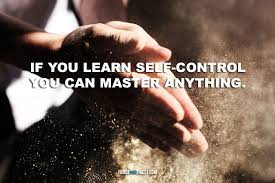 IF YOU LEARN SELF-CONTROL
YOU CAN MASTER ANYTHING.